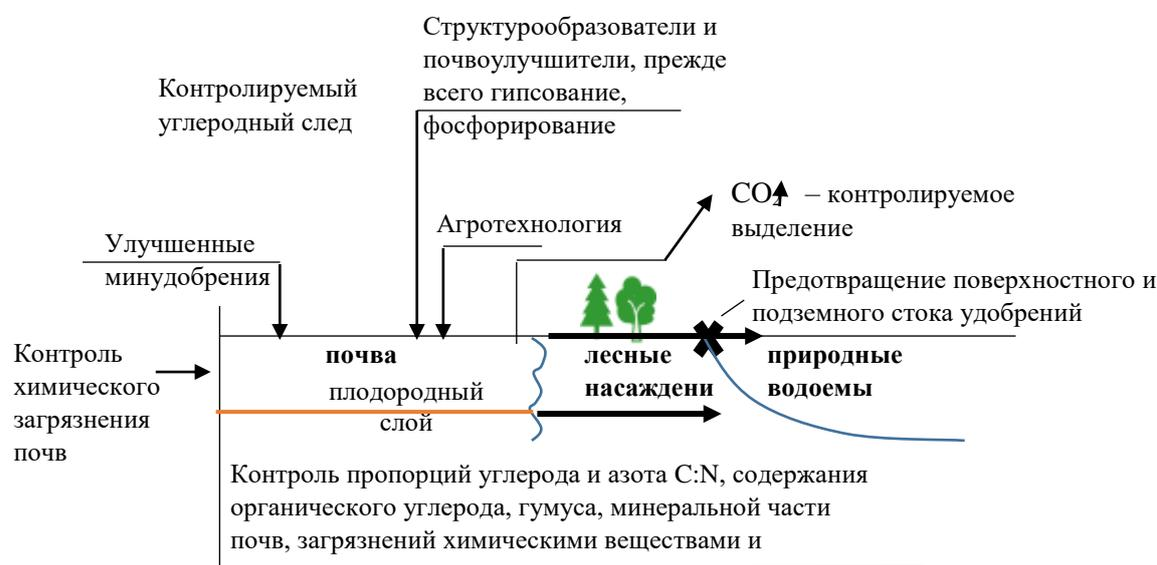 Структурообразователи и
почвоулучшители, прежде
всего гипсование,
фосфорирование
Контролируемый
углеродный след
CO₂ – контролируемое
выделение
Агротехнология
Улучшенные
минудобрения
Предотвращение поверхностного и
подземного стока удобрений
Контроль
химического
загрязнения
почв
почва
плодородный
слой
лесные
насаждени
природные
водоемы
Контроль пропорций углерода и азота C:N, содержания
органического углерода, гумуса, минеральной части
почв, загрязнений химическими веществами и